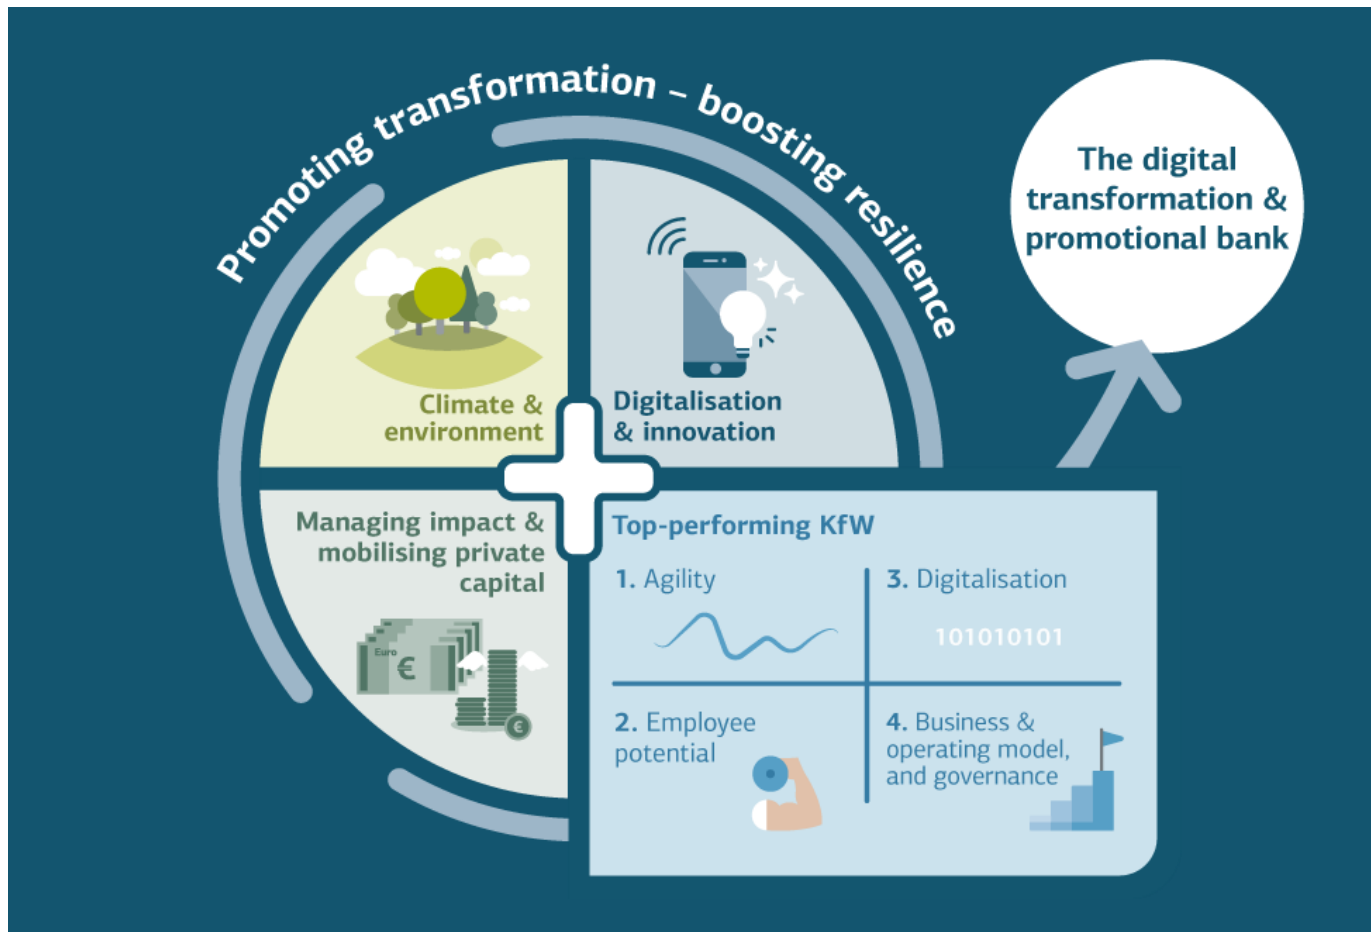 Promoting transformation – boosting resilience
The digital
transformation &
promotional bank
Climate &
environment
Digitalisation
& innovation
Managing impact &
mobilising private
capital
Euro
€
€
Top-performing KfW
1. Agility
3. Digitalisation
101010101
2. Employee
potential
4. Business &
operating model,
and governance